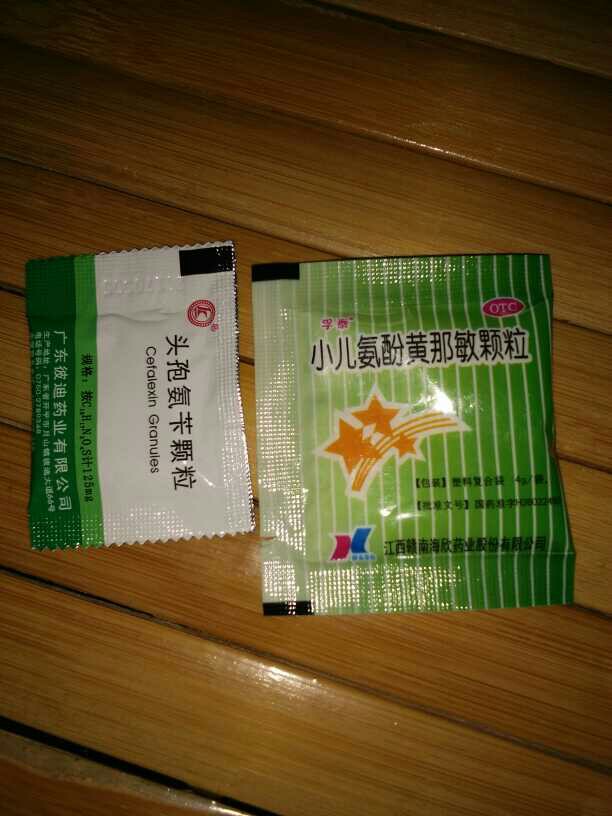 头孢氨苄颗粒
Cefalexin Granules
规格：按C₁₆H₁₇N₃O₄S计125mg
广东彼迪药业有限公司
OTC
孚泰
小儿氨酚黄那敏颗粒
【包装】塑料复合袋 4g/袋
【批准文号】国药准字
江西赣南海欣药业股份有限公司